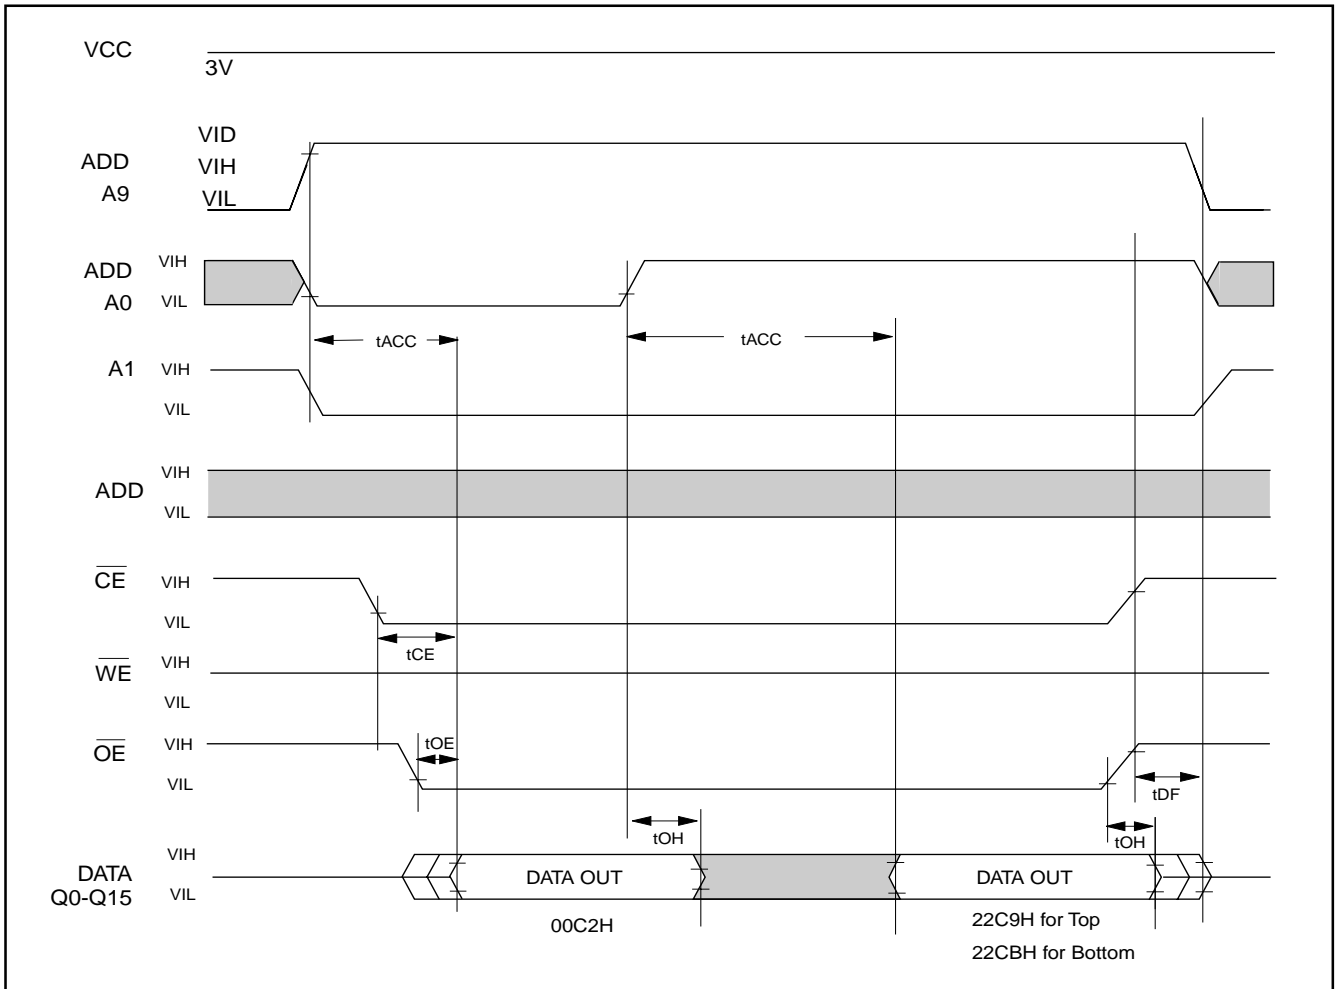 VCC
3V
VID
ADD
VIH
A9
VIL
VIH
ADD
A0
VIL
tACC
tACC
A1
VIH
VIL
VIH
ADD
VIL
CE
VIH
VIL
tCE
WE
VIH
VIL
OE
VIH
tOE
VIL
tDF
tOH
tOH
VIH
DATA
Q0-Q15
VIL
DATA OUT
DATA OUT
00C2H
22C9H for Top
22CBH for Bottom